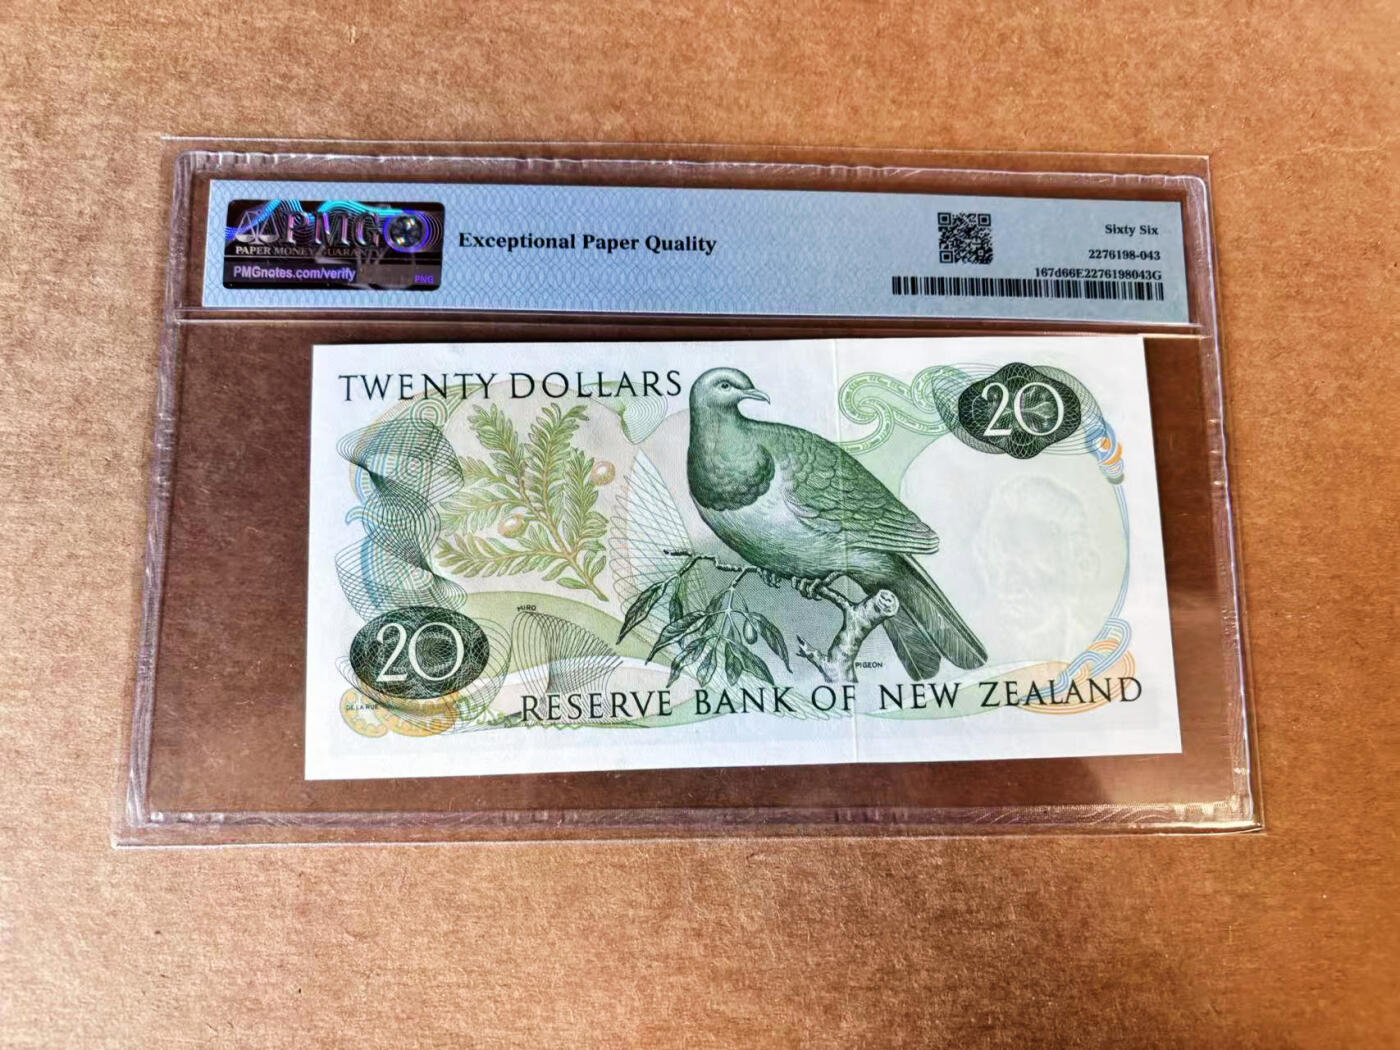 PMG
PAPER MONEY GUARANTY
PMGnotes.com/verify
PNG
Exceptional Paper Quality
Sixty Six
2276198-043
167d66E2276198043G
TWENTY DOLLARS
20
MIRO
20
PIGEON
DE LA RUE
RESERVE BANK OF NEW ZEALAND